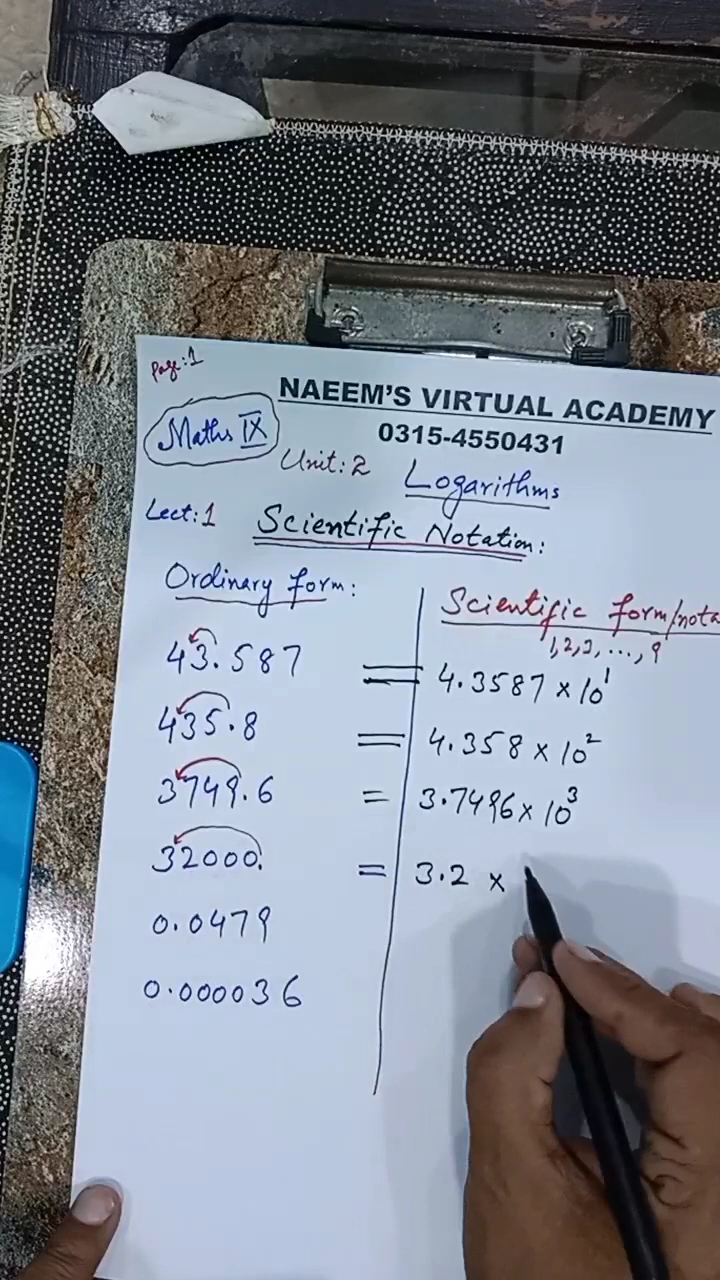 Page:1
NAEEM'S VIRTUAL ACADEMY
Maths IX
0315-4550431
Unit:2 Logarithms
Lect:1 Scientific Notation:
Ordinary form: Scientific form/nota
1,2,3,...,9
43.587 = 4.3587 × 10¹
435.8 = 4.358 × 10²
3749.6 = 3.7496 × 10³
32000. = 3.2 ×
0.0479
0.000036